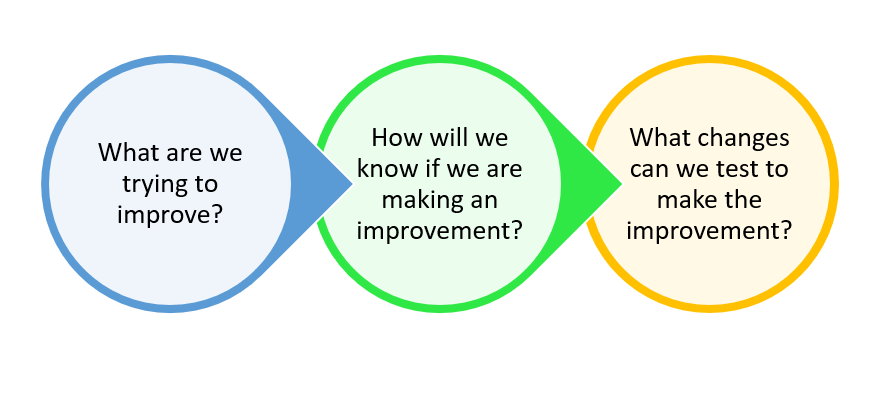 What are we
trying to
improve?
How will we
know if we are
making an
improvement?
What changes
can we test to
make the
improvement?